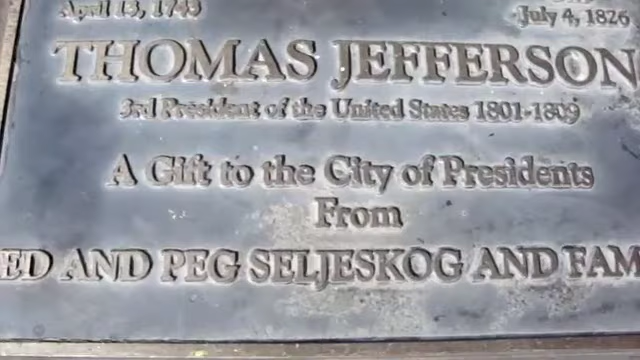 April 13, 1743
July 4, 1826
THOMAS JEFFERSON
3rd President of the United States 1801-1809
A Gift to the City of Presidents
From
ED AND PEG SELJESKOG AND FAM